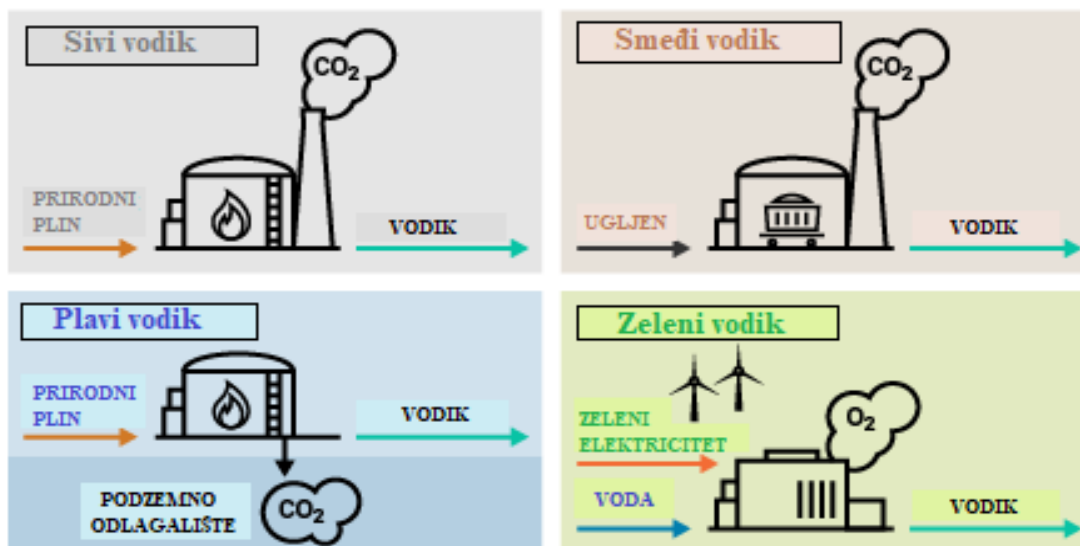 Sivi vodik
CO2
PRIRODNI
PLIN
VODIK
Smeđi vodik
CO2
UGLJEN
VODIK
Plavi vodik
PRIRODNI
PLIN
VODIK
PODZEMNO
ODLAGALIŠTE
CO2
Zeleni vodik
ZELENI
ELEKTRICITET
O2
VODA
VODIK